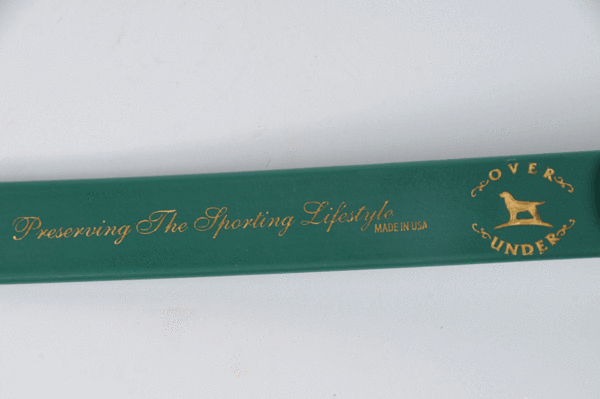 Preserving The Sporting Lifestyle
MADE IN USA
OVER
UNDER